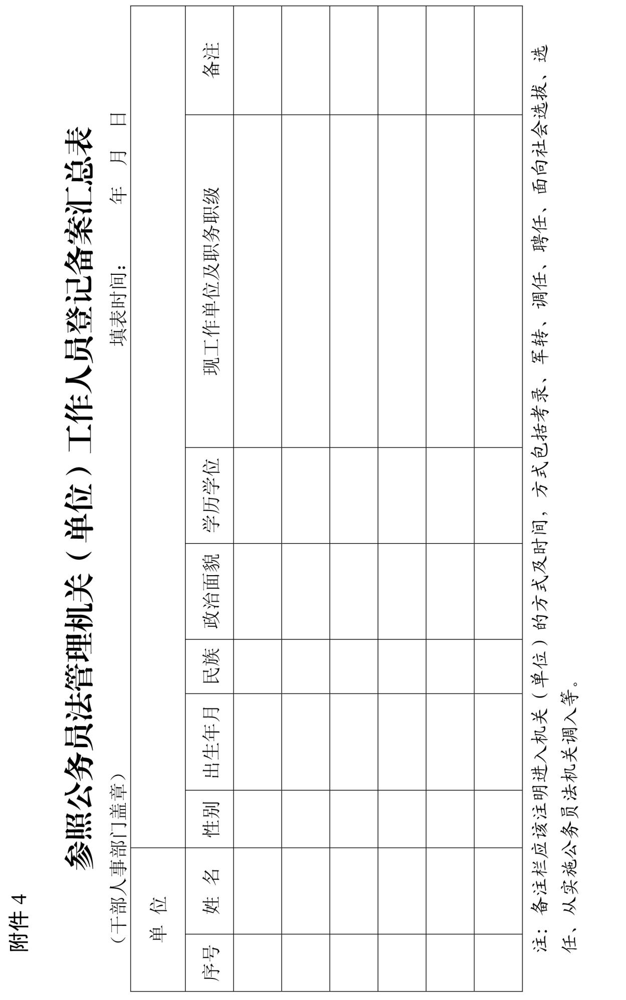 附件 4
参照公务员法管理机关（单位）工作人员登记备案汇总表
（干部人事部门盖章） 填表时间： 年 月 日
单 位
序号 姓 名 性别 出生年月 民族 政治面貌 学历学位 现工作单位及职务职级 备注
注：备注栏应该注明进入机关（单位）的方式及时间，方式包括考录、军转、调任、聘任、面向社会选拔、选
任、从实施公务员法机关调入等。